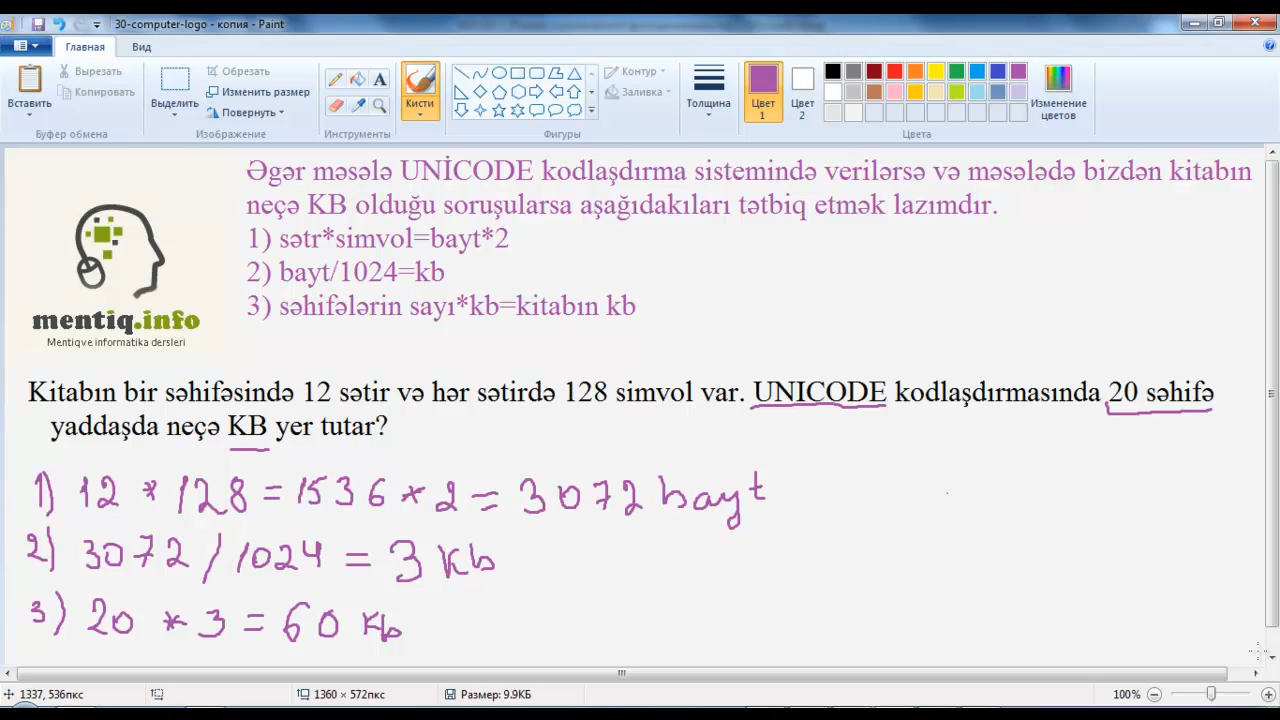 30-computer-logo - копия - Paint
Главная Вид
Вставить
Вырезать
Копировать
Буфер обмена
Выделить
Обрезать
Изменить размер
Повернуть
Изображение
Инструменты
Кисти
Контур
Заливка
Фигуры
Толщина
Цвет 1
Цвет 2
Изменение цветов
Цвета
Əgər məsələ UNİCODE kodlaşdırma sistemində verilərsə və məsələdə bizdən kitabın
neçə KB olduğu soruşularsa aşağıdakıları tətbiq etmək lazımdır.
1) sətr*simvol=bayt*2
2) bayt/1024=kb
3) səhifələrin sayı*kb=kitabın kb
mentiq.info
Mentiqve informatika dersleri
Kitabın bir səhifəsində 12 sətir və hər sətirdə 128 simvol var. UNICODE kodlaşdırmasında 20 səhifə
yaddaşda neçə KB yer tutar?
1) 12 * 128 = 1536 * 2 = 3072 bayt
2) 3072 / 1024 = 3 kb
3) 20 * 3 = 60 kb
1337, 536пкс 1360 × 572пкс Размер: 9.9КБ 100%